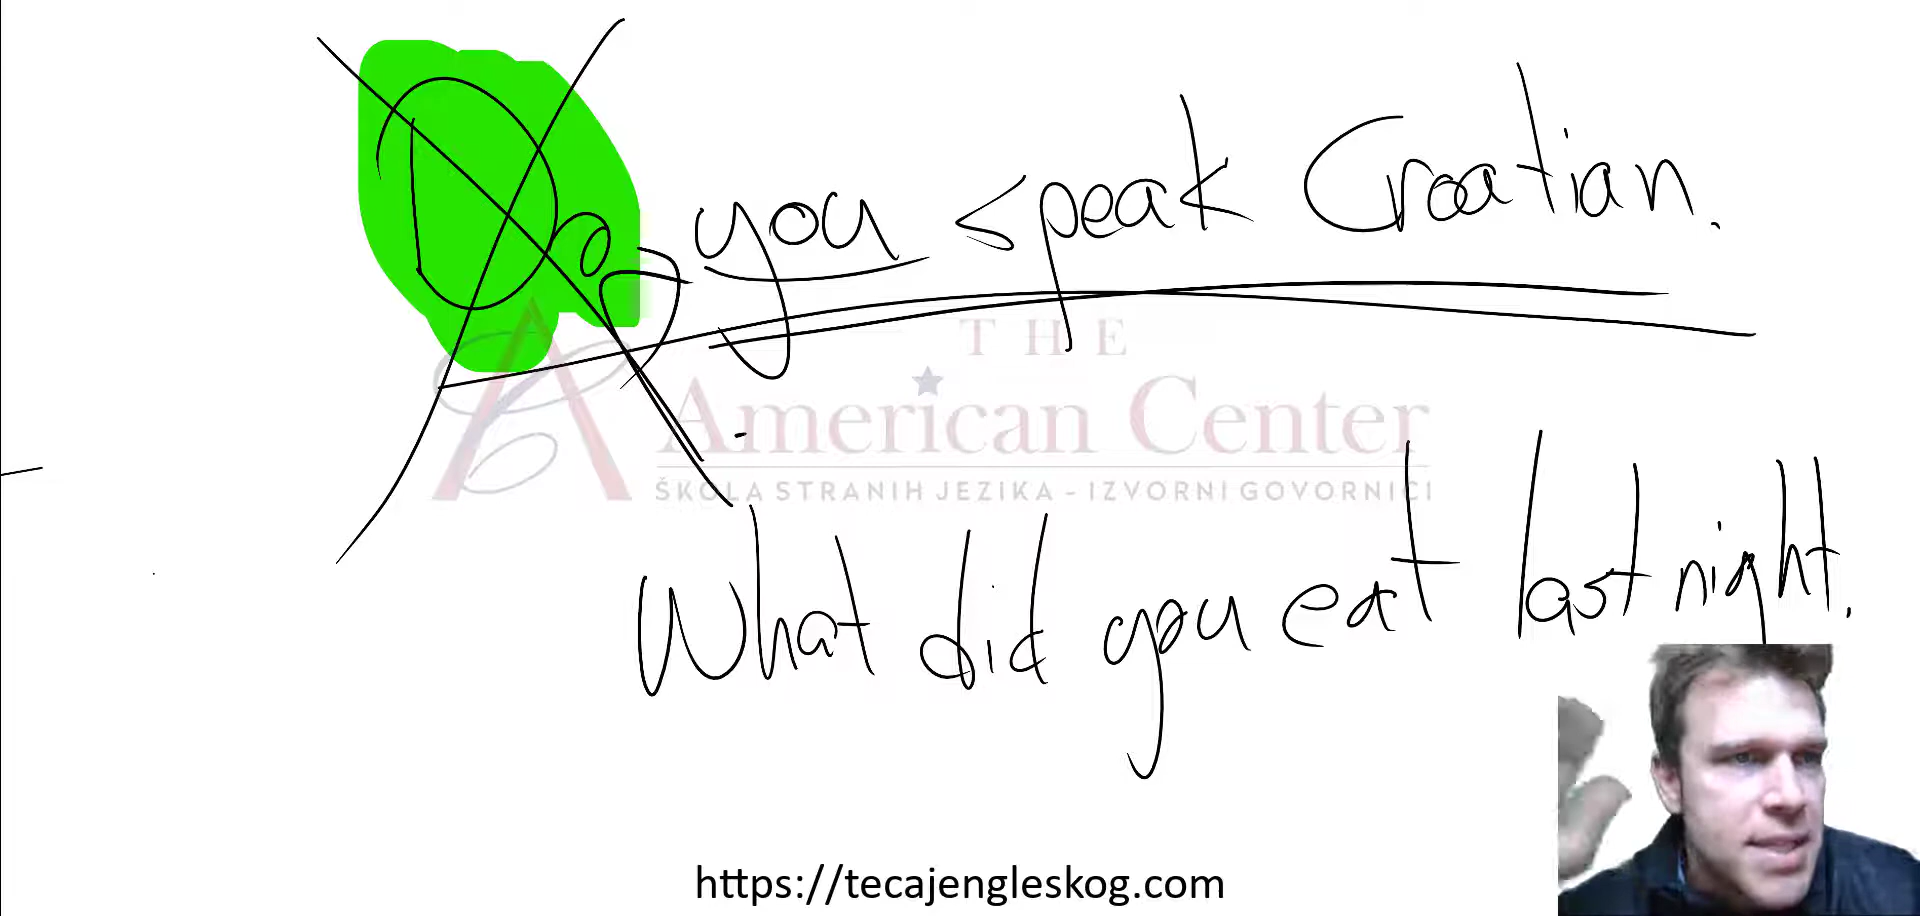 Do you speak Croatian.
THE
American Center
ŠKOLA STRANIH JEZIKA - IZVORNI GOVORNICI
What did you eat last night.
https://tecajengleskog.com